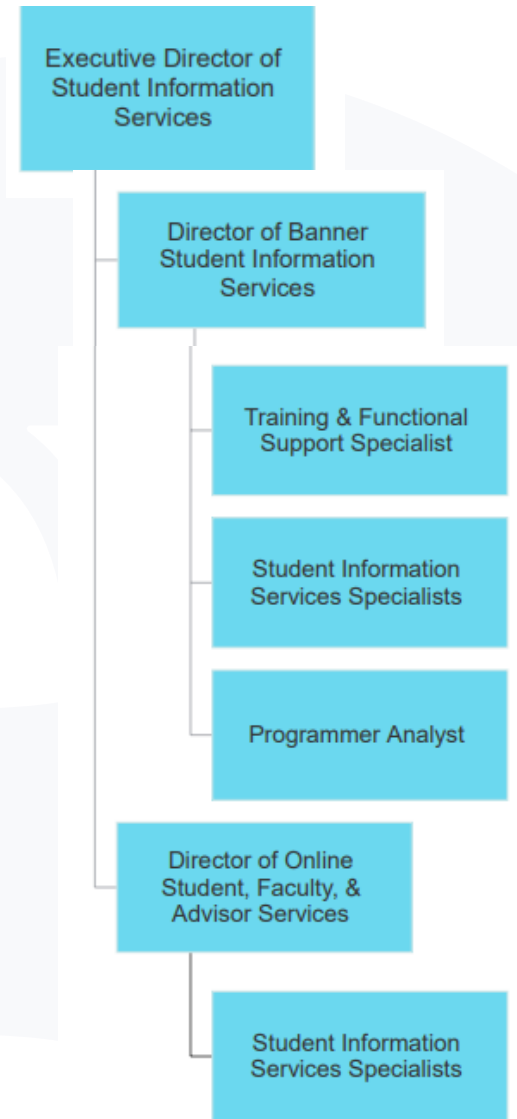 Executive Director of
Student Information
Services
Director of Banner
Student Information
Services
Training & Functional
Support Specialist
Student Information
Services Specialists
Programmer Analyst
Director of Online
Student, Faculty, &
Advisor Services
Student Information
Services Specialists